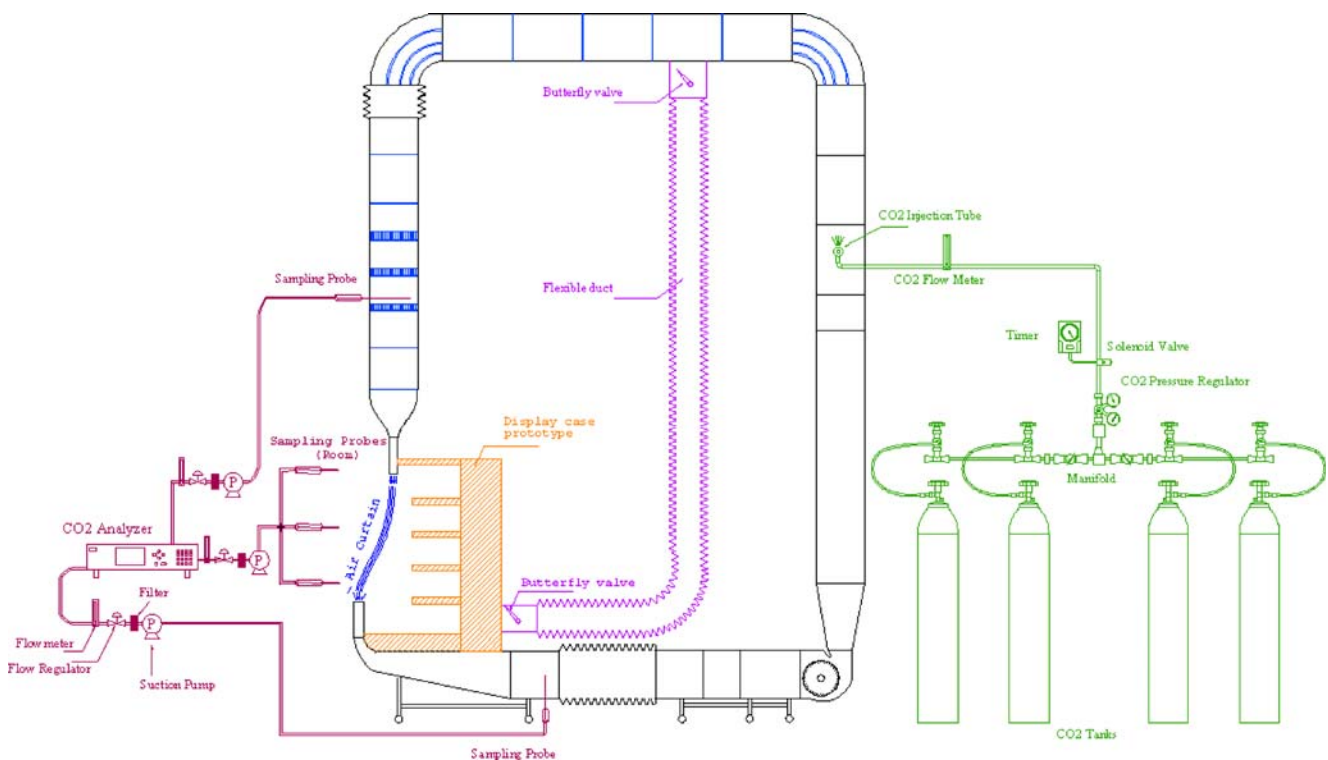 Butterfly valve
CO2 Injection Tube
Sampling Probe
Flexible duct
CO2 Flow Meter
Timer
Solenoid Valve
CO2 Pressure Regulator
Display case
prototype
Sampling Probes
(Room)
Manifold
P
CO2 Analyzer
P
Air Curtain
Butterfly valve
Filter
P
Flow meter
Flow Regulator
Suction Pump
CO2 Tanks
Sampling Probe